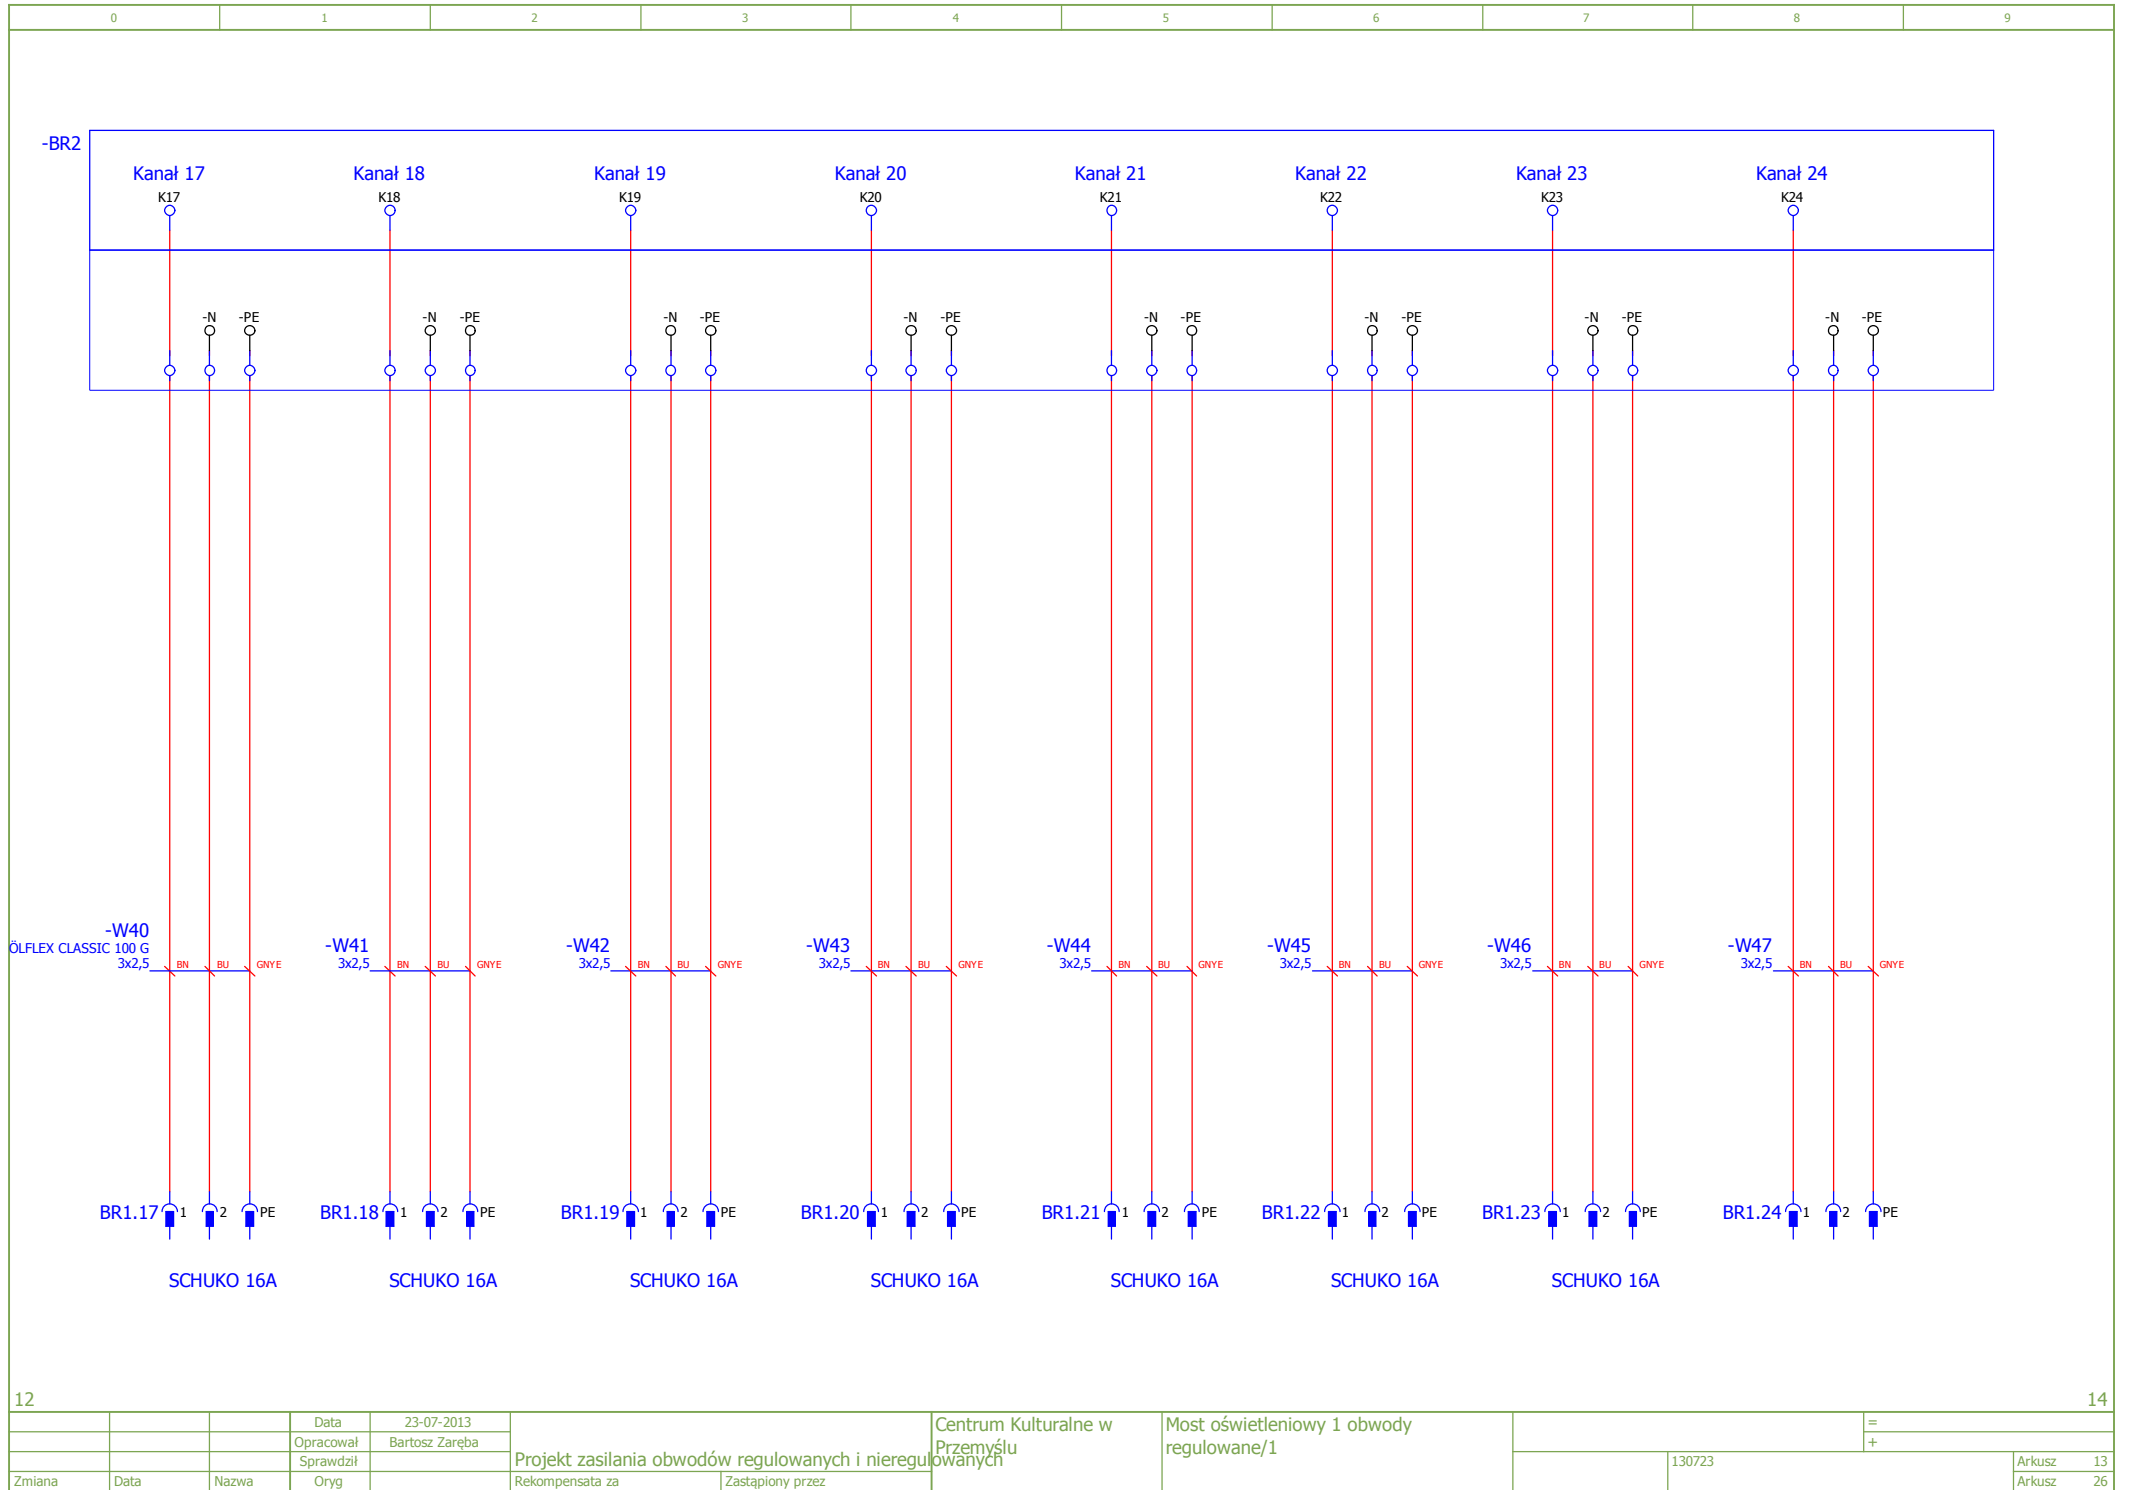 0 1 2 3 4 5 6 7 8 9
-BR2
Kanał 17 Kanał 18 Kanał 19 Kanał 20 Kanał 21 Kanał 22 Kanał 23 Kanał 24
K17 K18 K19 K20 K21 K22 K23 K24
-N -PE -N -PE -N -PE -N -PE -N -PE -N -PE -N -PE -N -PE
-W40 -W41 -W42 -W43 -W44 -W45 -W46 -W47
ÖLFLEX CLASSIC 100 G
3x2,5 BN BU GNYE 3x2,5 BN BU GNYE 3x2,5 BN BU GNYE 3x2,5 BN BU GNYE 3x2,5 BN BU GNYE 3x2,5 BN BU GNYE 3x2,5 BN BU GNYE 3x2,5 BN BU GNYE
BR1.17 1 2 PE BR1.18 1 2 PE BR1.19 1 2 PE BR1.20 1 2 PE BR1.21 1 2 PE BR1.22 1 2 PE BR1.23 1 2 PE BR1.24 1 2 PE
SCHUKO 16A SCHUKO 16A SCHUKO 16A SCHUKO 16A SCHUKO 16A SCHUKO 16A SCHUKO 16A
12 14
Data 23-07-2013
Opracował Bartosz Zaręba
Sprawdził
Zmiana Data Nazwa Oryg
Projekt zasilania obwodów regulowanych i nieregulowanych
Rekompensata za Zastąpiony przez
Centrum Kulturalne w
Przemyślu
Most oświetleniowy 1 obwody
regulowane/1
=
+
130723
Arkusz 13
Arkusz 26